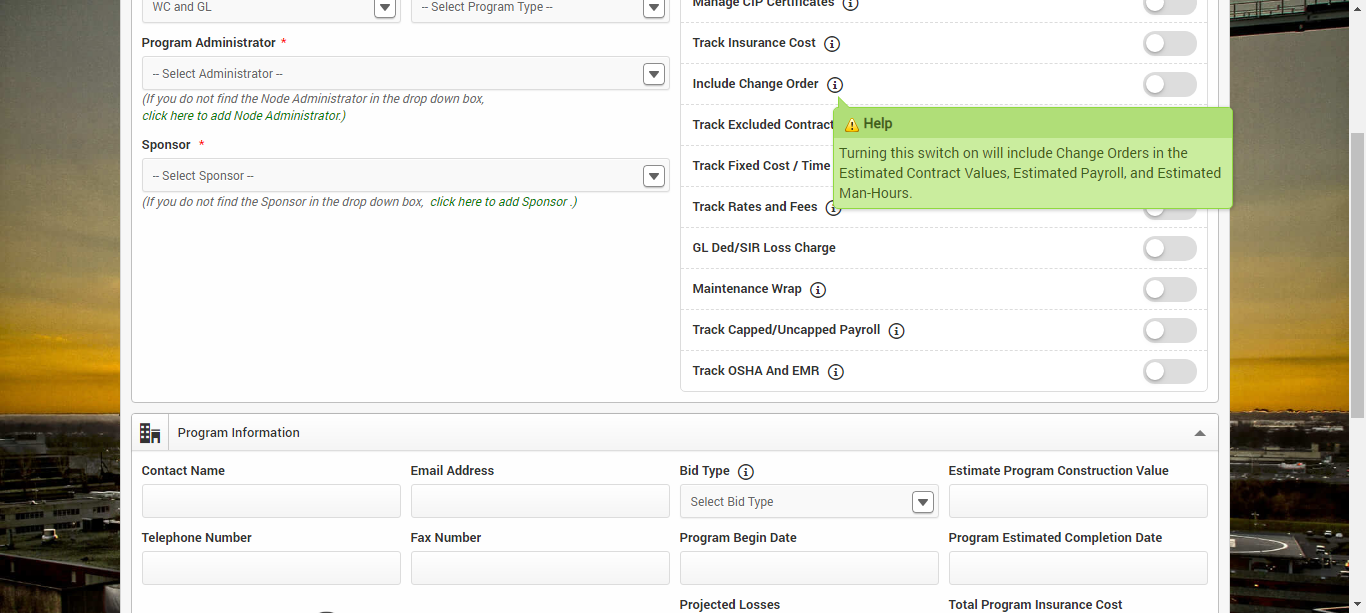 WC and GL
-- Select Program Type --
Manage CIP Certificates
Program Administrator *
Track Insurance Cost
-- Select Administrator --
Include Change Order
(If you do not find the Node Administrator in the drop down box,
click here to add Node Administrator.)
Help
Turning this switch on will include Change Orders in the
Estimated Contract Values, Estimated Payroll, and Estimated
Man-Hours.
Track Excluded Contract
Sponsor *
Track Fixed Cost / Time
-- Select Sponsor --
(If you do not find the Sponsor in the drop down box, click here to add Sponsor .)
Track Rates and Fees
GL Ded/SIR Loss Charge
Maintenance Wrap
Track Capped/Uncapped Payroll
Track OSHA And EMR
Program Information
Contact Name
Email Address
Bid Type
Estimate Program Construction Value
Select Bid Type
Telephone Number
Fax Number
Program Begin Date
Program Estimated Completion Date
Projected Losses
Total Program Insurance Cost